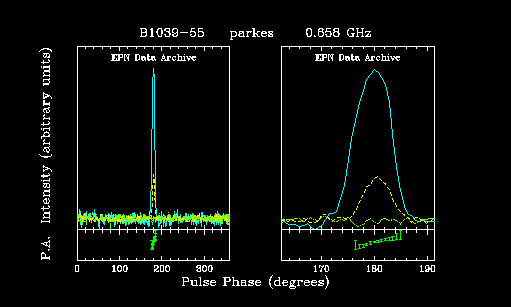 B1039-55 parkes 0.658 GHz
EPN Data Archive EPN Data Archive
P.A. Intensity (arbitrary units)
0 100 200 300 170 180 190
Pulse Phase (degrees)